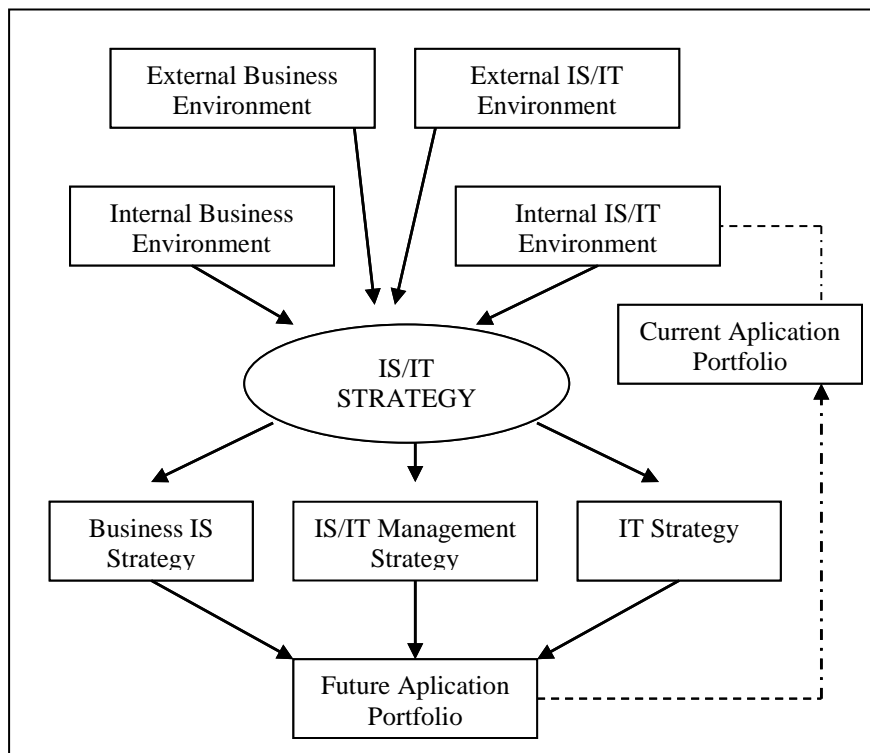 External Business
Environment
External IS/IT
Environment
Internal Business
Environment
Internal IS/IT
Environment
Current Aplication
Portfolio
IS/IT
STRATEGY
Business IS
Strategy
IS/IT Management
Strategy
IT Strategy
Future Aplication
Portfolio